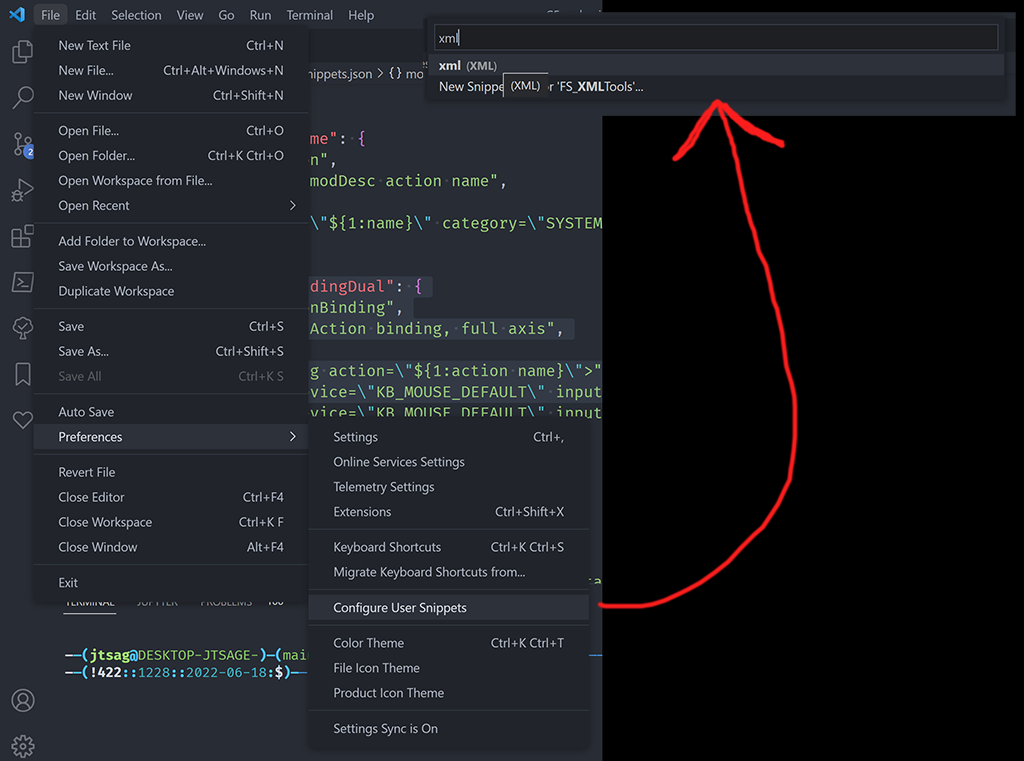 File Edit Selection View Go Run Terminal Help
xml
xml (XML)
New Snippe (XML) r 'FS_XMLTools'...
New Text File Ctrl+N
New File... Ctrl+Alt+Windows+N
New Window Ctrl+Shift+N
Open File... Ctrl+O
Open Folder... Ctrl+K Ctrl+O
Open Workspace from File...
Open Recent
Add Folder to Workspace...
Save Workspace As...
Duplicate Workspace
Save Ctrl+S
Save As... Ctrl+Shift+S
Save All Ctrl+K S
Auto Save
Preferences
Revert File
Close Editor Ctrl+F4
Close Workspace Ctrl+K F
Close Window Alt+F4
Exit
nippets.json > {} mo
me": {
n",
modDesc action name",
\"${1:name}\" category=\"SYSTEM
dingDual": {
nBinding",
Action binding, full axis",
g action=\"${1:action name}\">"
vice=\"KB_MOUSE_DEFAULT\" input
vice=\"KB_MOUSE_DEFAULT\" input
Settings Ctrl+,
Online Services Settings
Telemetry Settings
Extensions Ctrl+Shift+X
Keyboard Shortcuts Ctrl+K Ctrl+S
Migrate Keyboard Shortcuts from...
Configure User Snippets
Color Theme Ctrl+K Ctrl+T
File Icon Theme
Product Icon Theme
Settings Sync is On
2
TERMINAL JUPYTER PROBLEMS
——(jtsag@DESKTOP-JTSAGE-)—(mai
——(!422::1228::2022-06-18:$)——